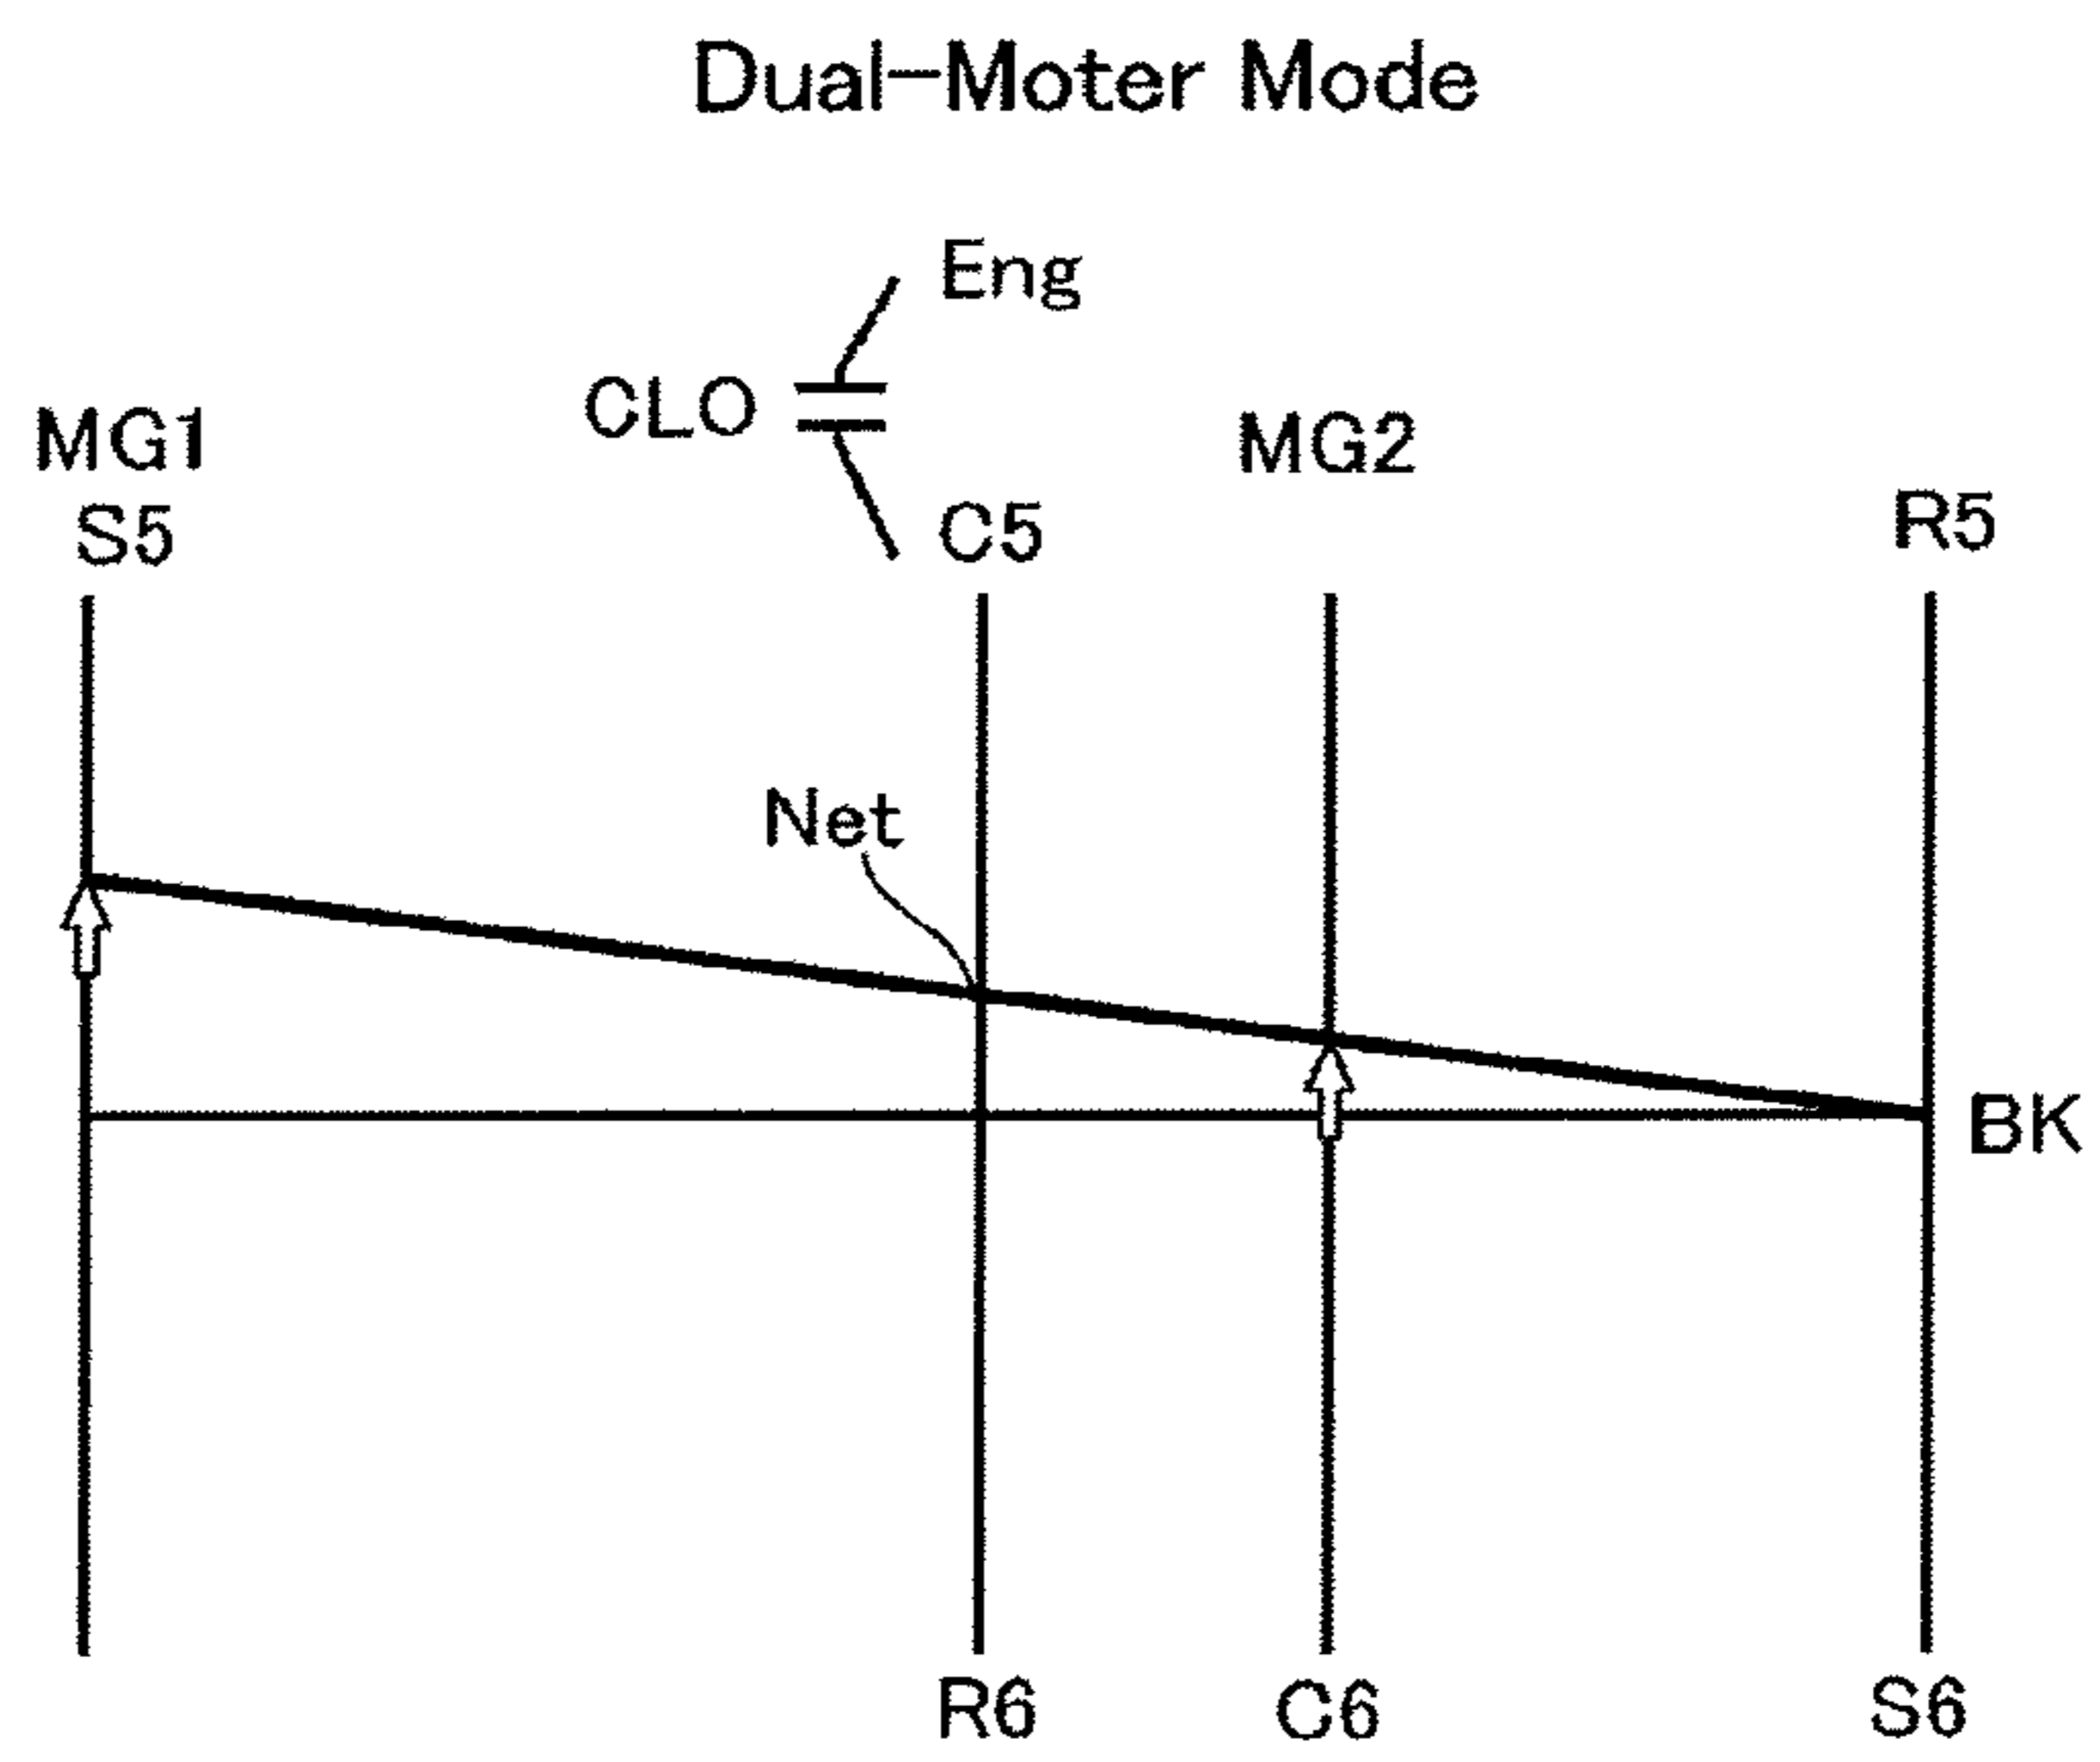 Dual-Moter Mode
Eng
CLO
MG1
MG2
S5
C5
R5
Net
BK
R6
C6
S6